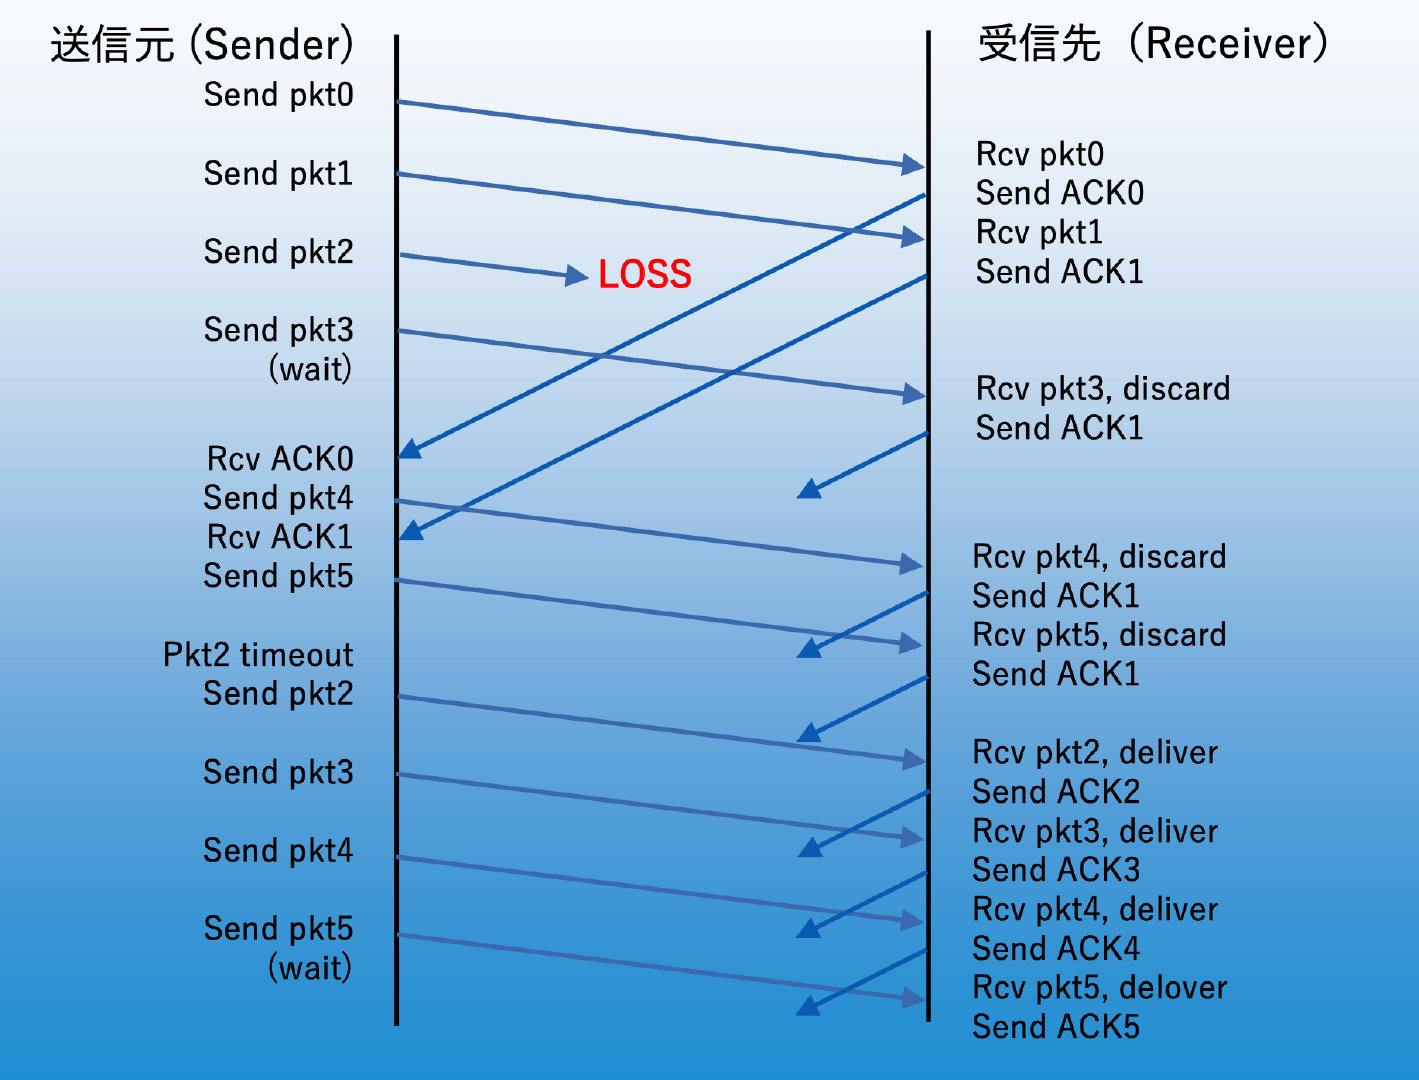 送信元 (Sender)
Send pkt0
Send pkt1
Send pkt2
LOSS
Send pkt3
(wait)
Rcv ACK0
Send pkt4
Rcv ACK1
Send pkt5
Pkt2 timeout
Send pkt2
Send pkt3
Send pkt4
Send pkt5
(wait)
受信先 (Receiver)
Rcv pkt0
Send ACK0
Rcv pkt1
Send ACK1
Rcv pkt3, discard
Send ACK1
Rcv pkt4, discard
Send ACK1
Rcv pkt5, discard
Send ACK1
Rcv pkt2, deliver
Send ACK2
Rcv pkt3, deliver
Send ACK3
Rcv pkt4, deliver
Send ACK4
Rcv pkt5, delover
Send ACK5